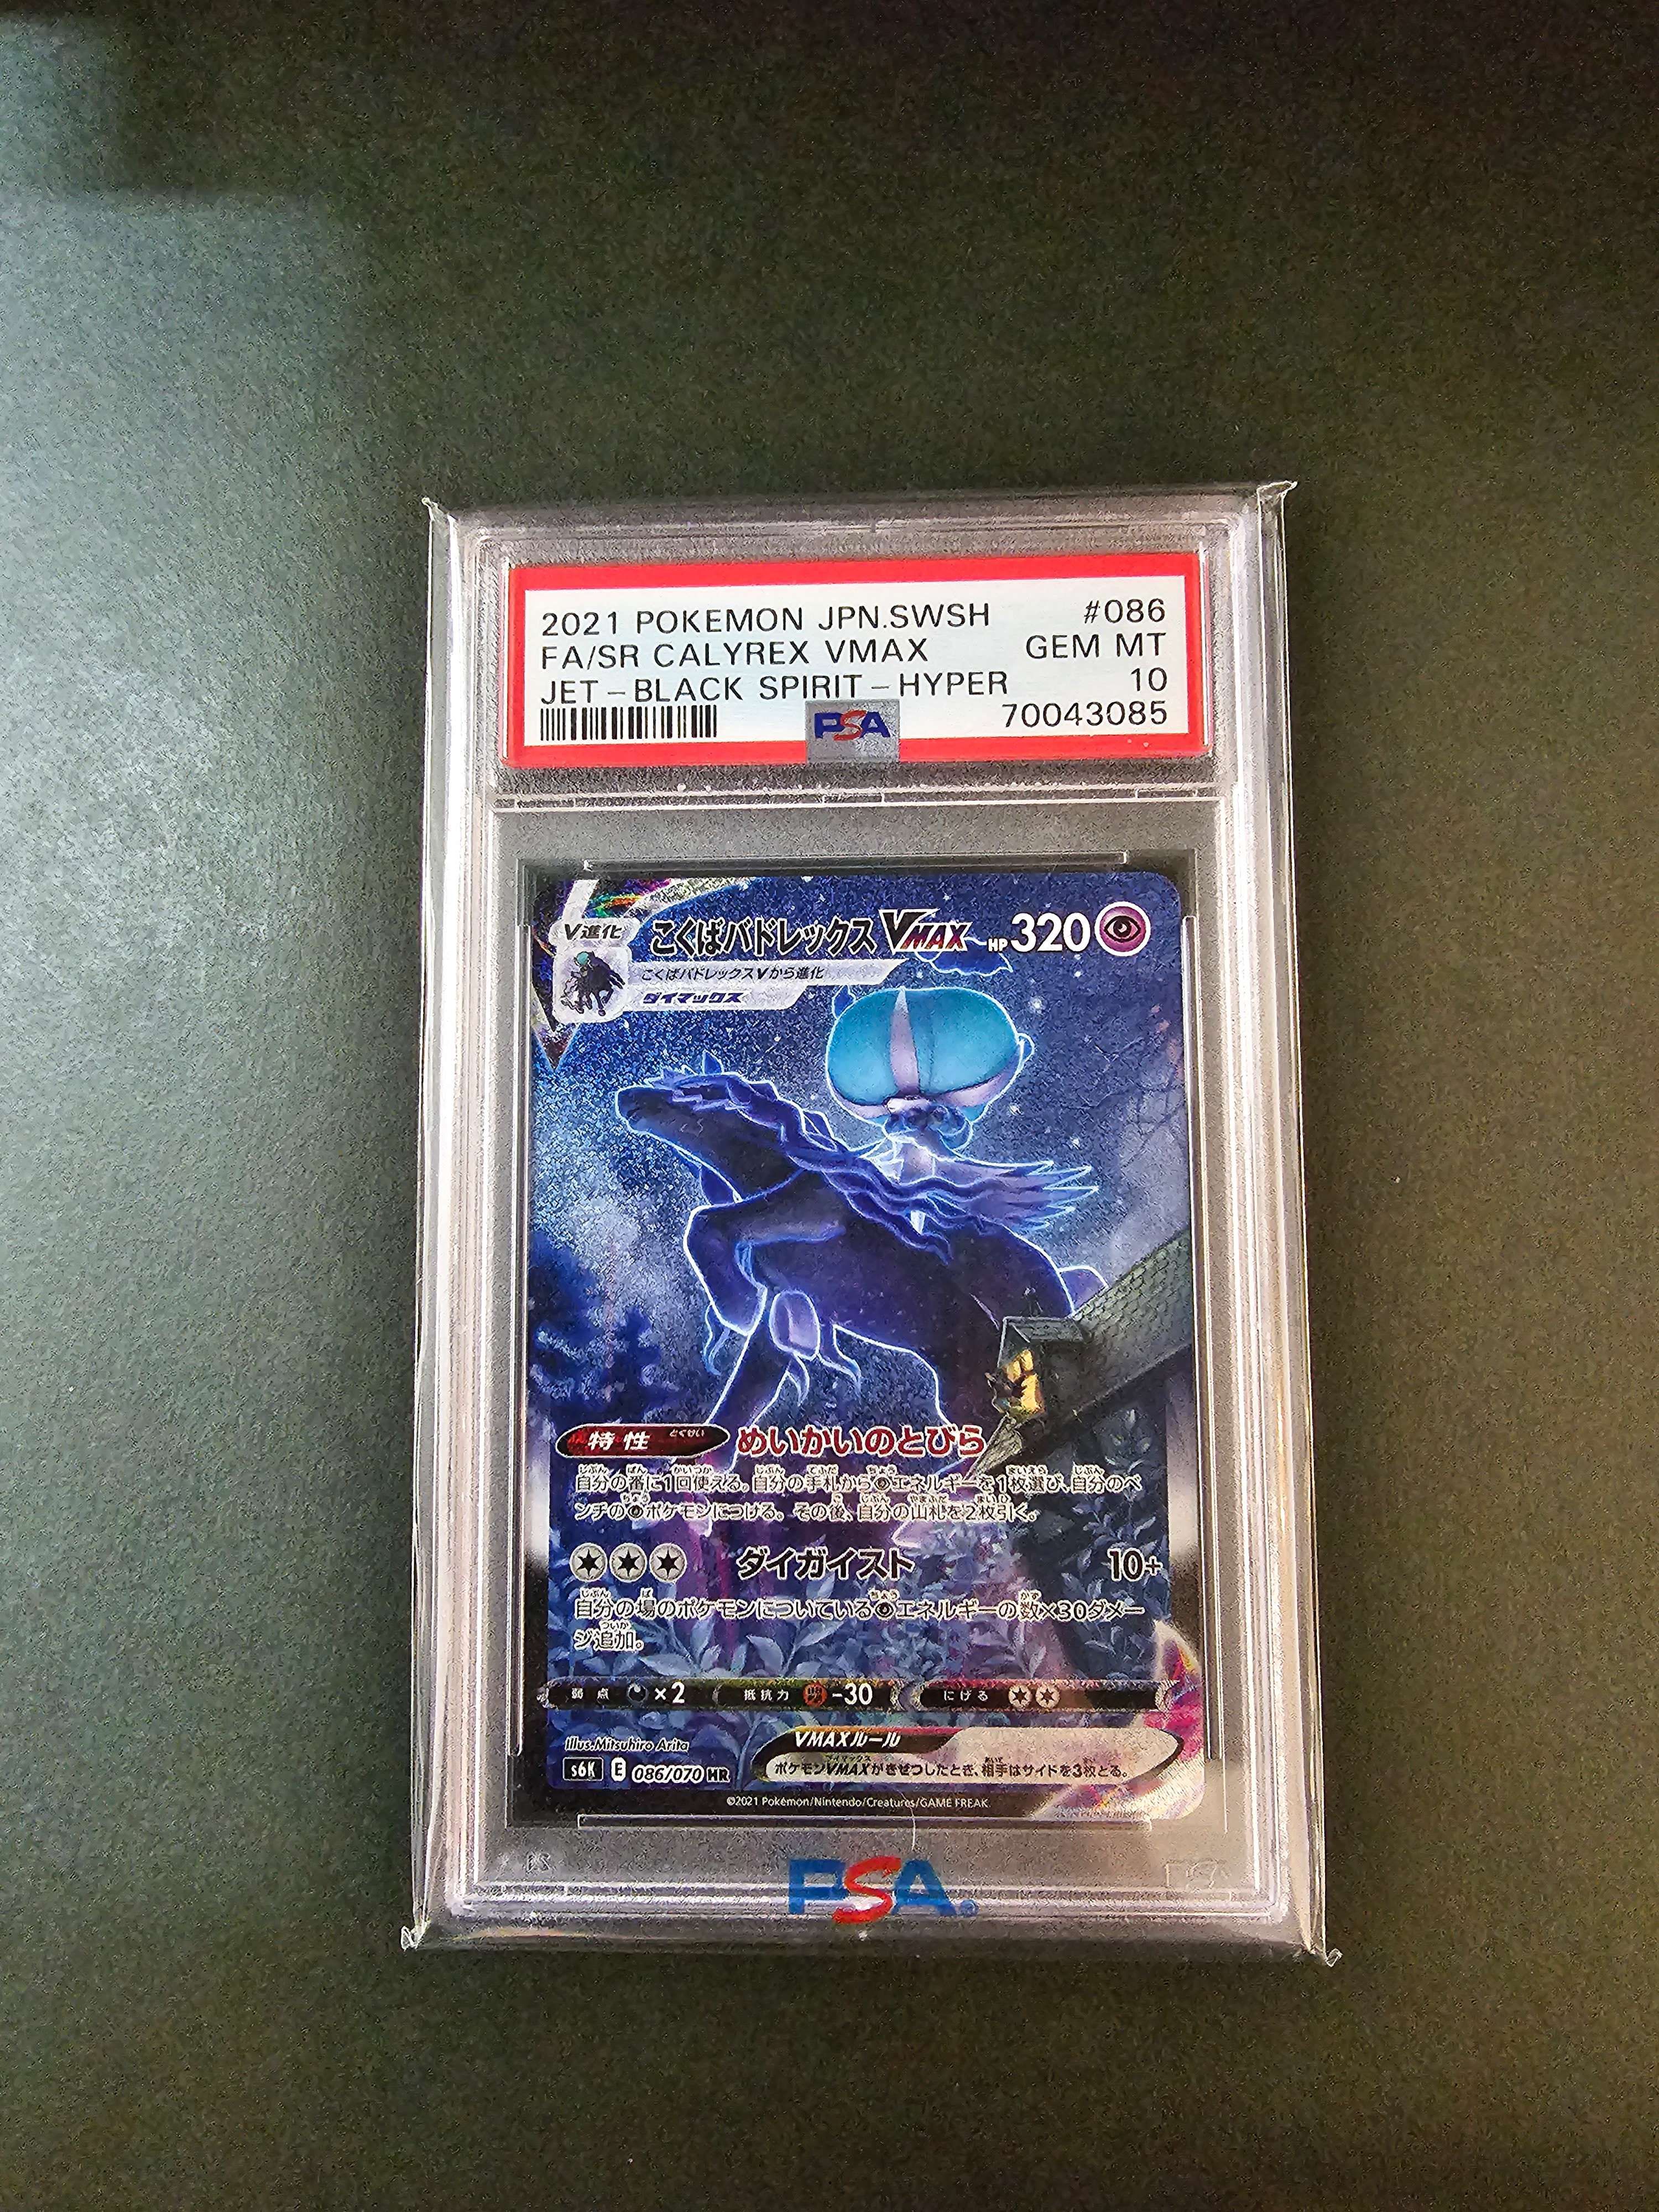 2021 POKEMON JPN.SWSH #086
FA/SR CALYREX VMAX GEM MT
JET-BLACK SPIRIT-HYPER 10
PSA 70043085
V進化 こくばバドレックス VMAX HP 320
こくばバドレックスVから進化
ダイマックス
特性 とくせい めいかいのとびら
自分の番に1回使える。自分の手札からエネルギーを1枚選び、自分のベ
ンチのポケモンにつける。その後、自分の山札を2枚引く。
ダイガイスト 10+
自分の場のポケモンについているエネルギーの数×30ダメー
ジ追加。
弱点 ×2 抵抗力 -30 にげる
Illus. Mitsuhiro Arita
VMAXルール
s6K E 086/070 HR
ポケモンVMAXがきぜつしたとき、相手はサイドを3枚とる。
©2021 Pokémon/Nintendo/Creatures/GAME FREAK.
PSA®